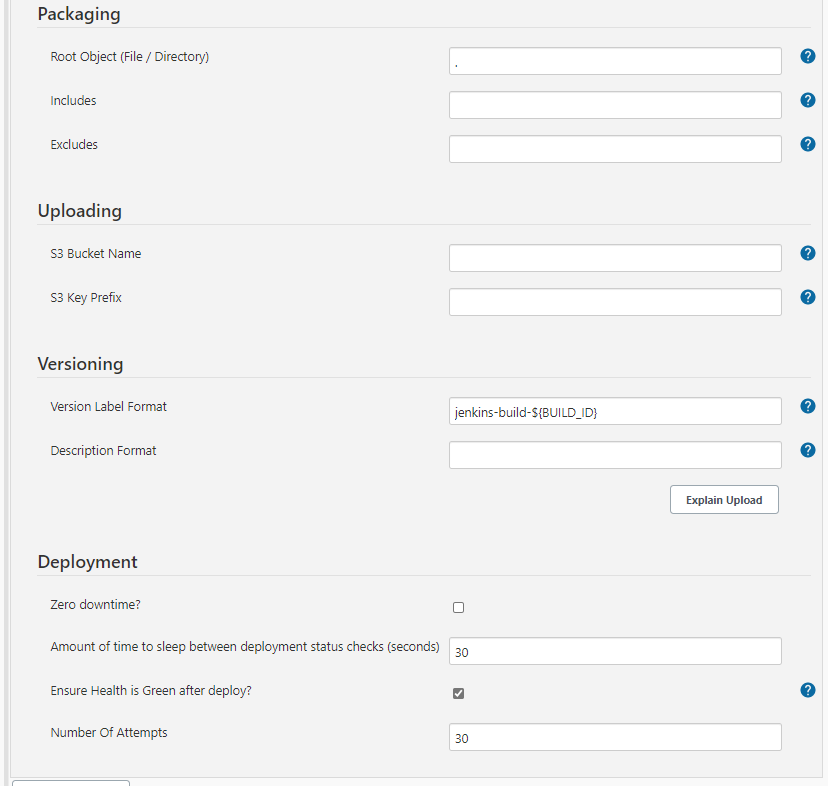 Packaging
Root Object (File / Directory)
.
?
Includes
?
Excludes
?
Uploading
S3 Bucket Name
?
S3 Key Prefix
?
Versioning
Version Label Format
jenkins-build-${BUILD_ID}
?
Description Format
?
Explain Upload
Deployment
Zero downtime?
Amount of time to sleep between deployment status checks (seconds)
30
Ensure Health is Green after deploy?
?
Number Of Attempts
30